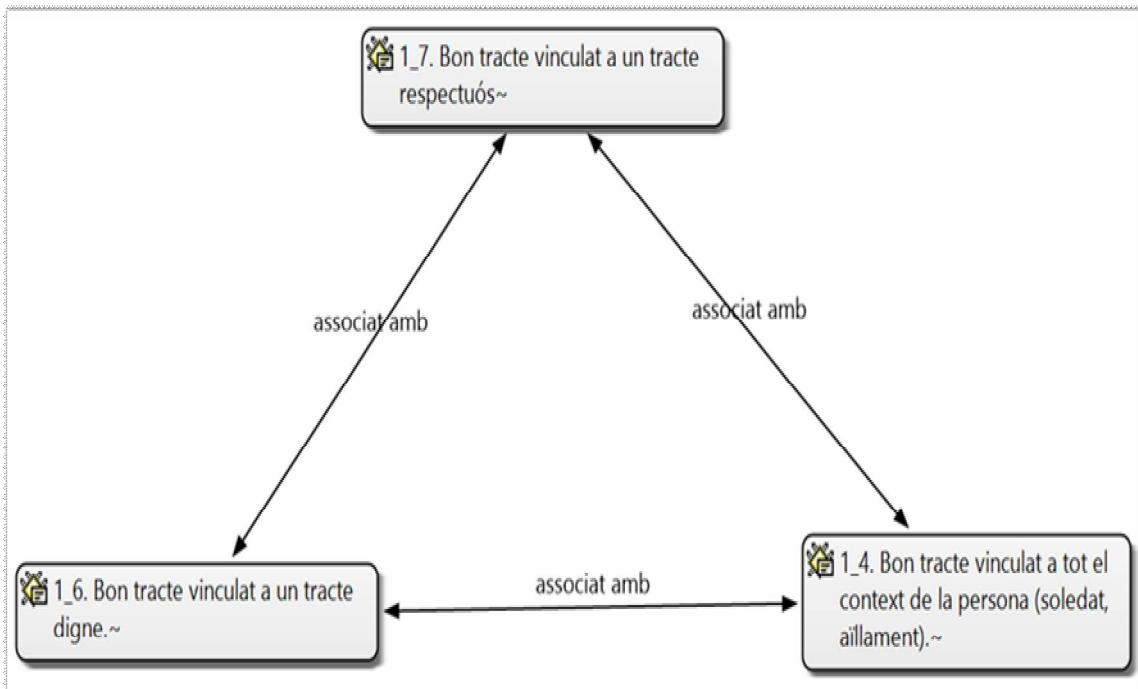 1_7. Bon tracte vinculat a un tracte
respectuós~
associat amb
associat amb
1_6. Bon tracte vinculat a un tracte
digne.~
associat amb
1_4. Bon tracte vinculat a tot el
context de la persona (soledat,
aïllament).~